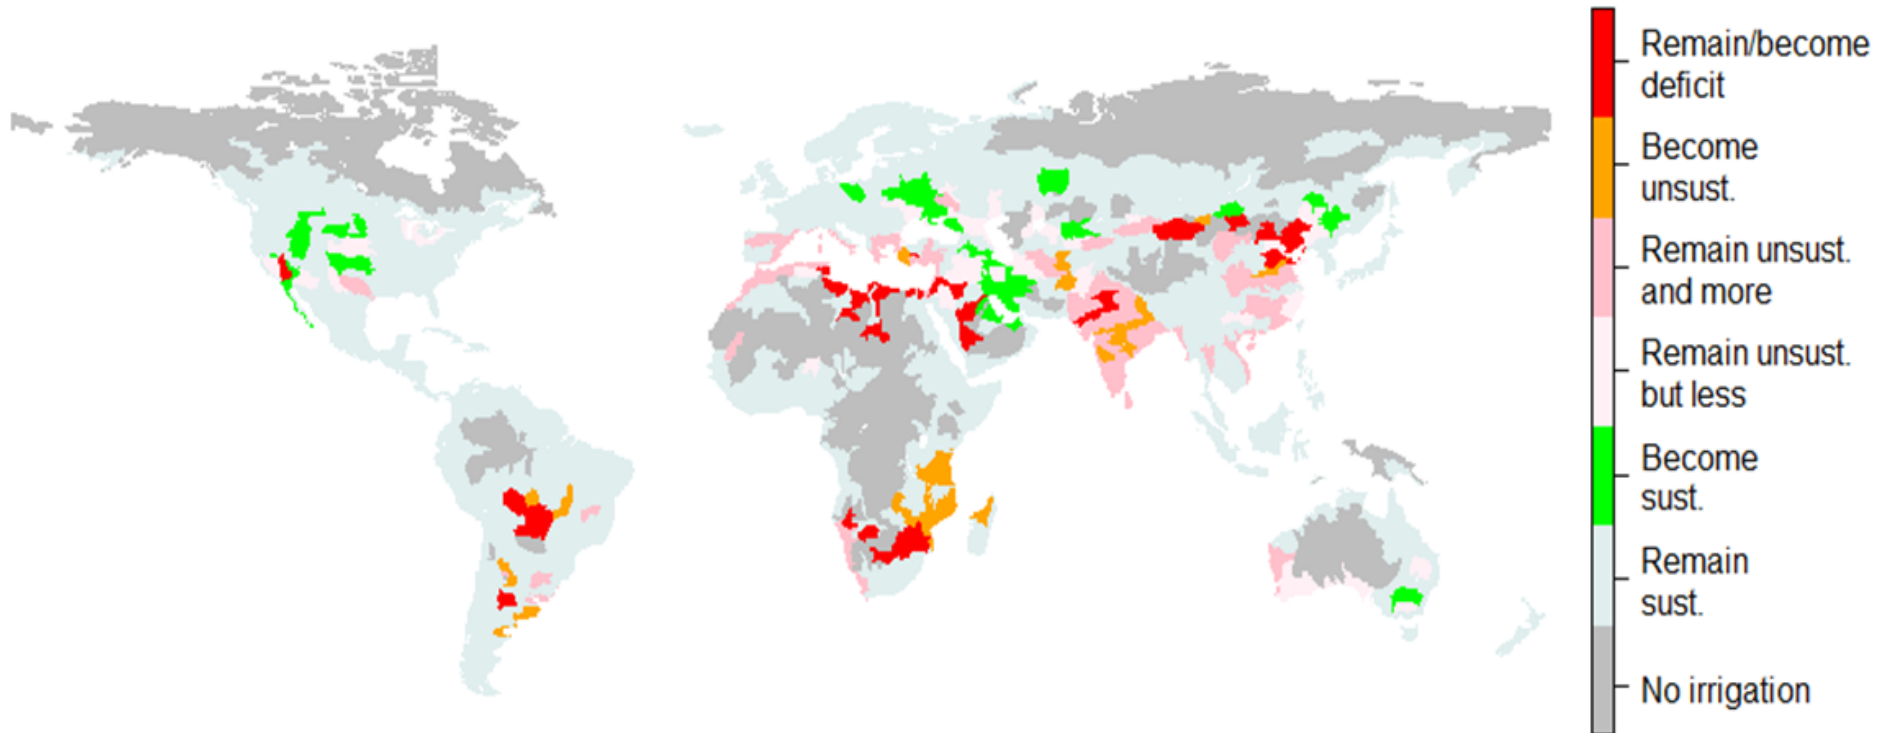 Remain/become
deficit
Become
unsust.
Remain unsust.
and more
Remain unsust.
but less
Become
sust.
Remain
sust.
No irrigation